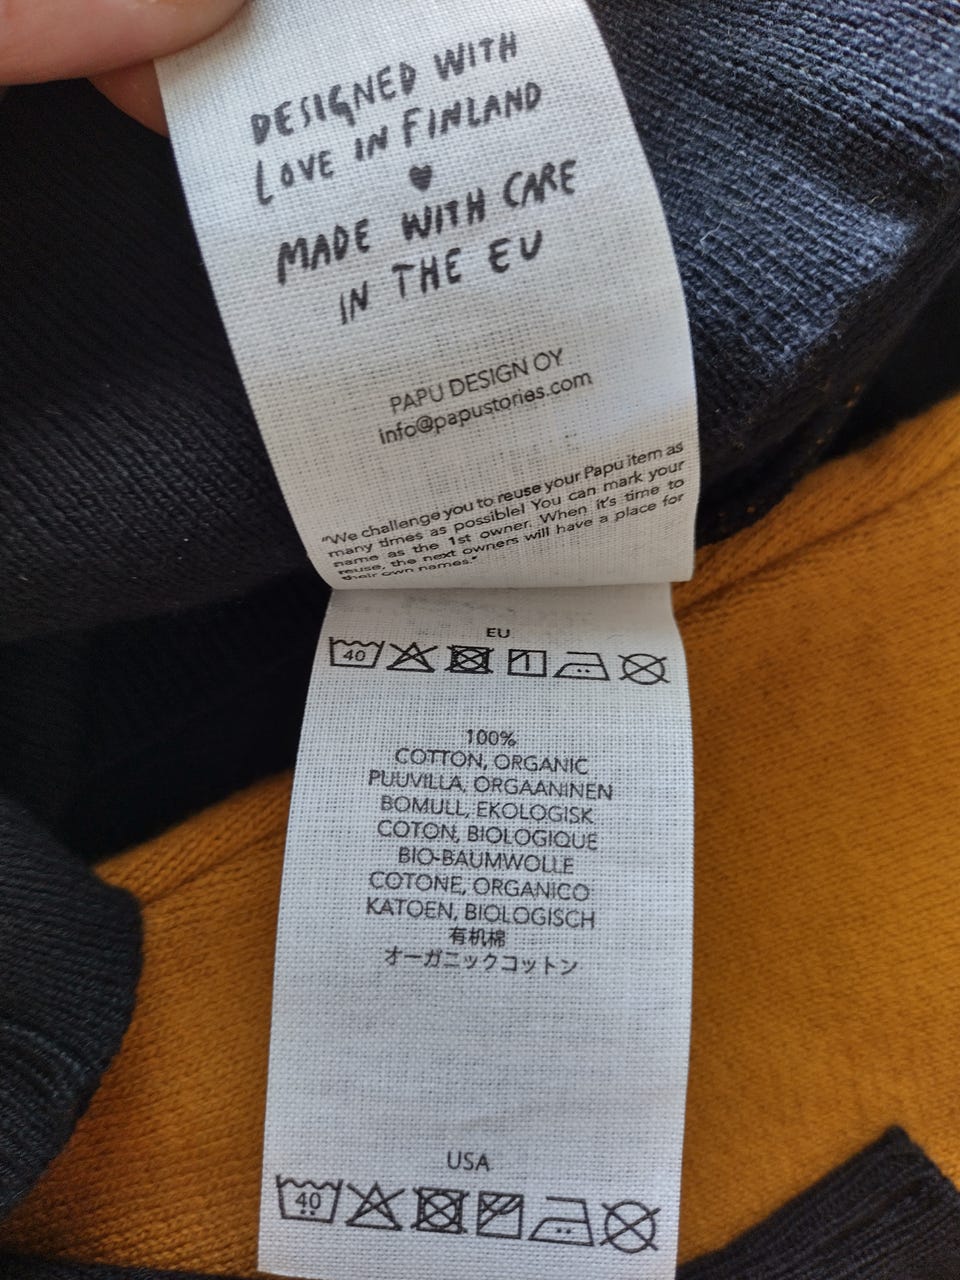 DESIGNED WITH
LOVE IN FINLAND
♥
MADE WITH CARE
IN THE EU
PAPU DESIGN OY
info@papustories.com
"We challenge you to reuse your Papu item as
many times as possible! You can mark your
name as the 1st owner. When it's time to
reuse, the next owners will have a place for
their own names."
EU
40
100%
COTTON, ORGANIC
PUUVILLA, ORGAANINEN
BOMULL, EKOLOGISK
COTON, BIOLOGIQUE
BIO-BAUMWOLLE
COTONE, ORGANICO
KATOEN, BIOLOGISCH
有机棉
オーガニックコットン
USA
40